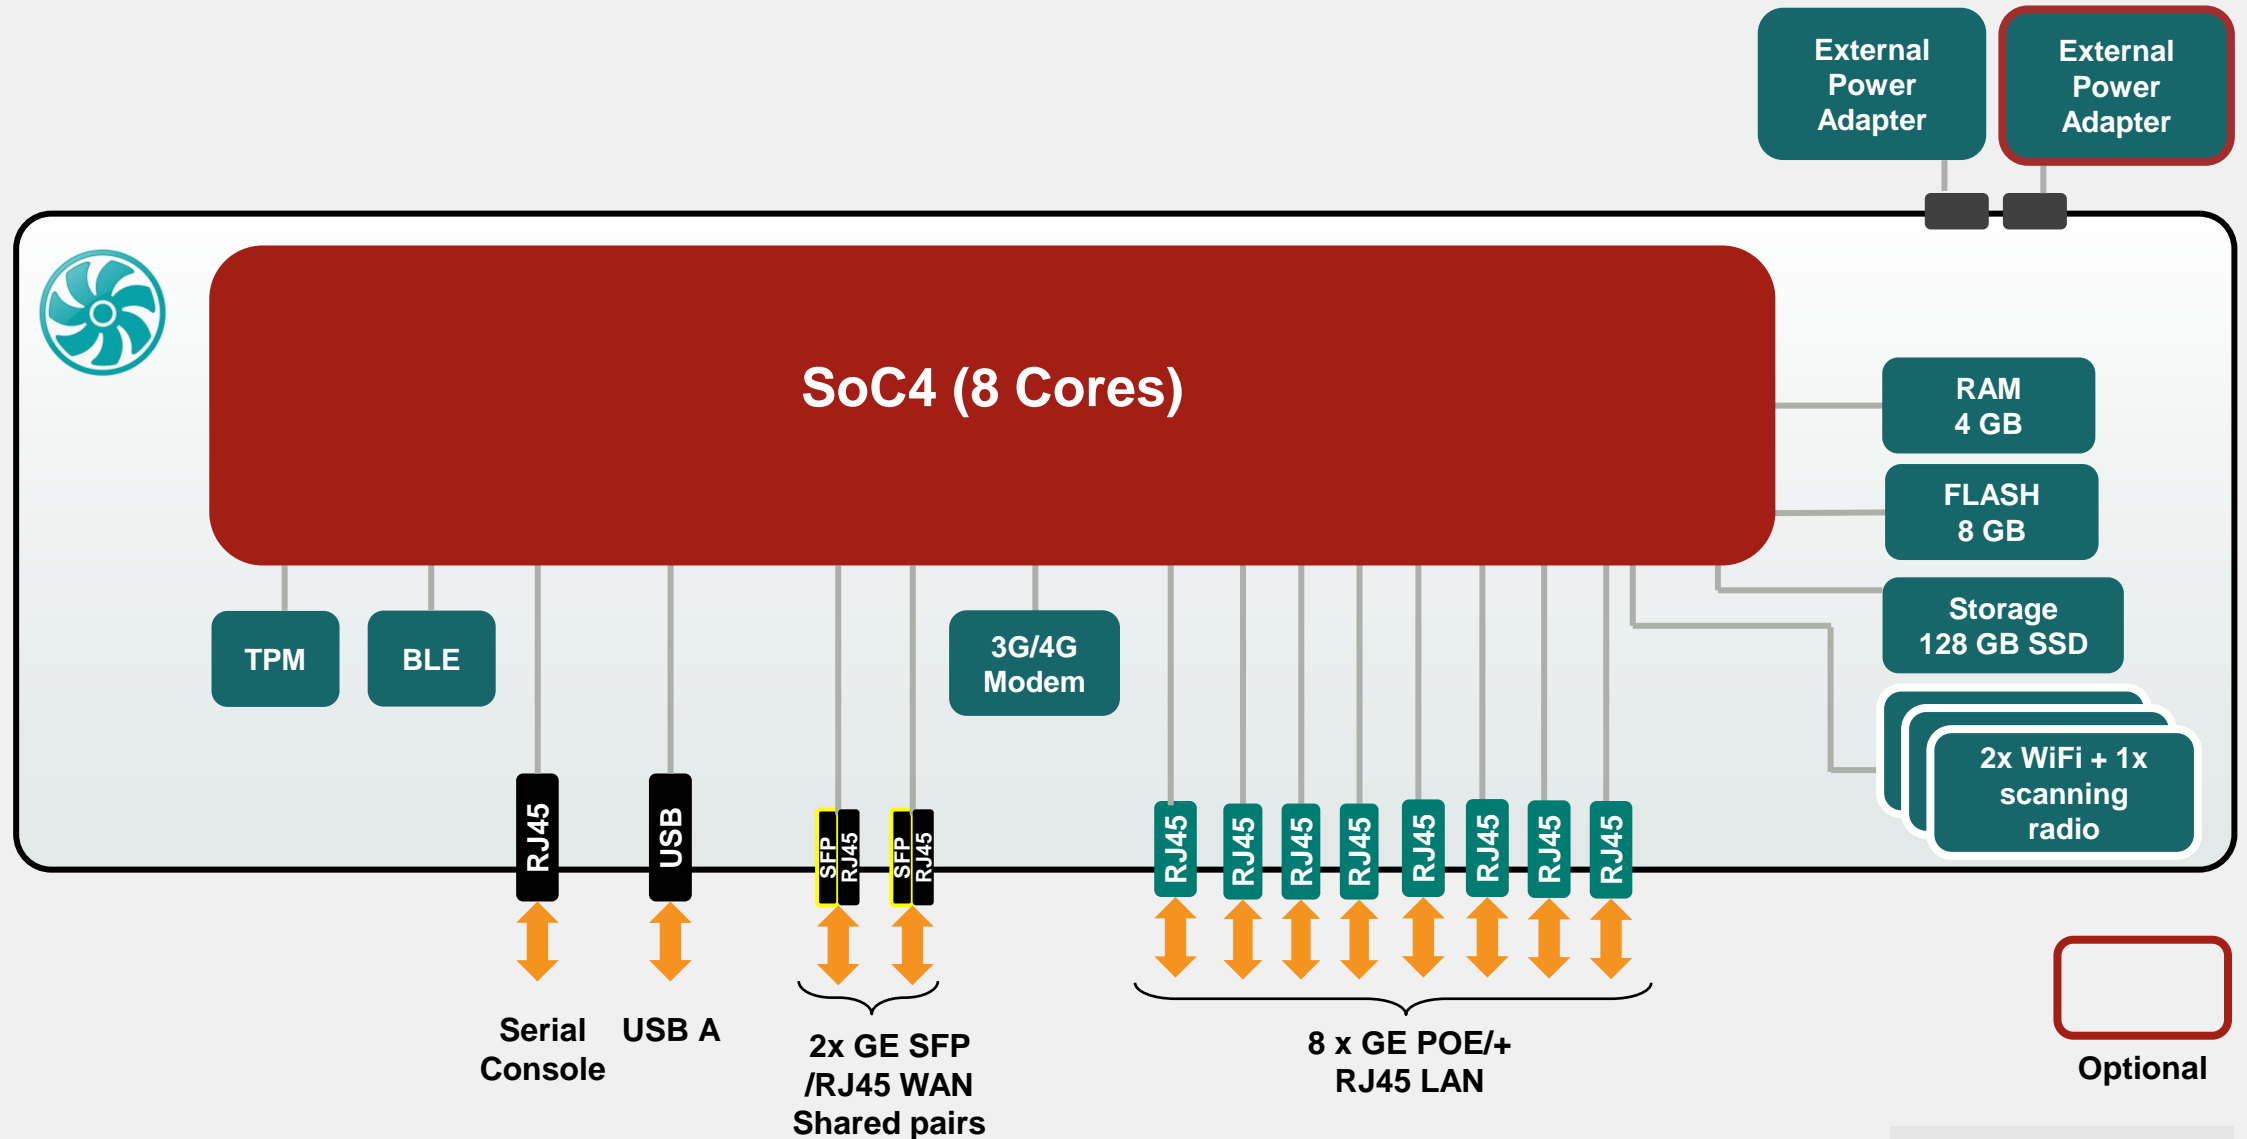 External
Power
Adapter
External
Power
Adapter
SoC4 (8 Cores)
RAM
4 GB
FLASH
8 GB
Storage
128 GB SSD
TPM
BLE
3G/4G
Modem
2x WiFi + 1x
scanning
radio
RJ45
USB
SFP
RJ45
SFP
RJ45
RJ45
RJ45
RJ45
RJ45
RJ45
RJ45
RJ45
RJ45
Serial
Console
USB A
2x GE SFP
/RJ45 WAN
Shared pairs
8 x GE POE/+
RJ45 LAN
Optional